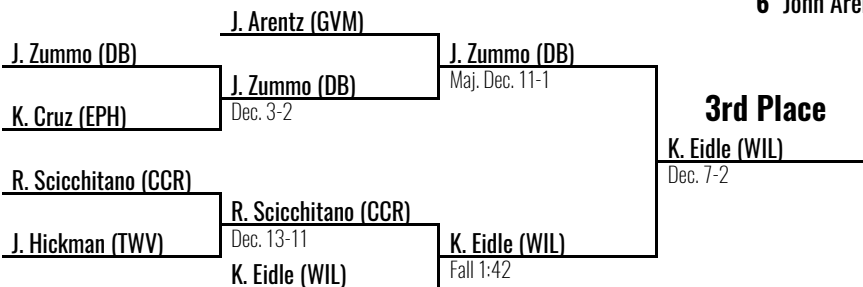 6 John
J. Arentz (GVM)
J. Zummo (DB)
J. Zummo (DB)
Maj. Dec. 11-1
J. Zummo (DB)
Dec. 3-2
K. Cruz (EPH)
3rd Place
K. Eidle (WIL)
Dec. 7-2
R. Scicchitano (CCR)
R. Scicchitano (CCR)
Dec. 13-11
J. Hickman (TWV)
K. Eidle (WIL)
Fall 1:42
K. Eidle (WIL)